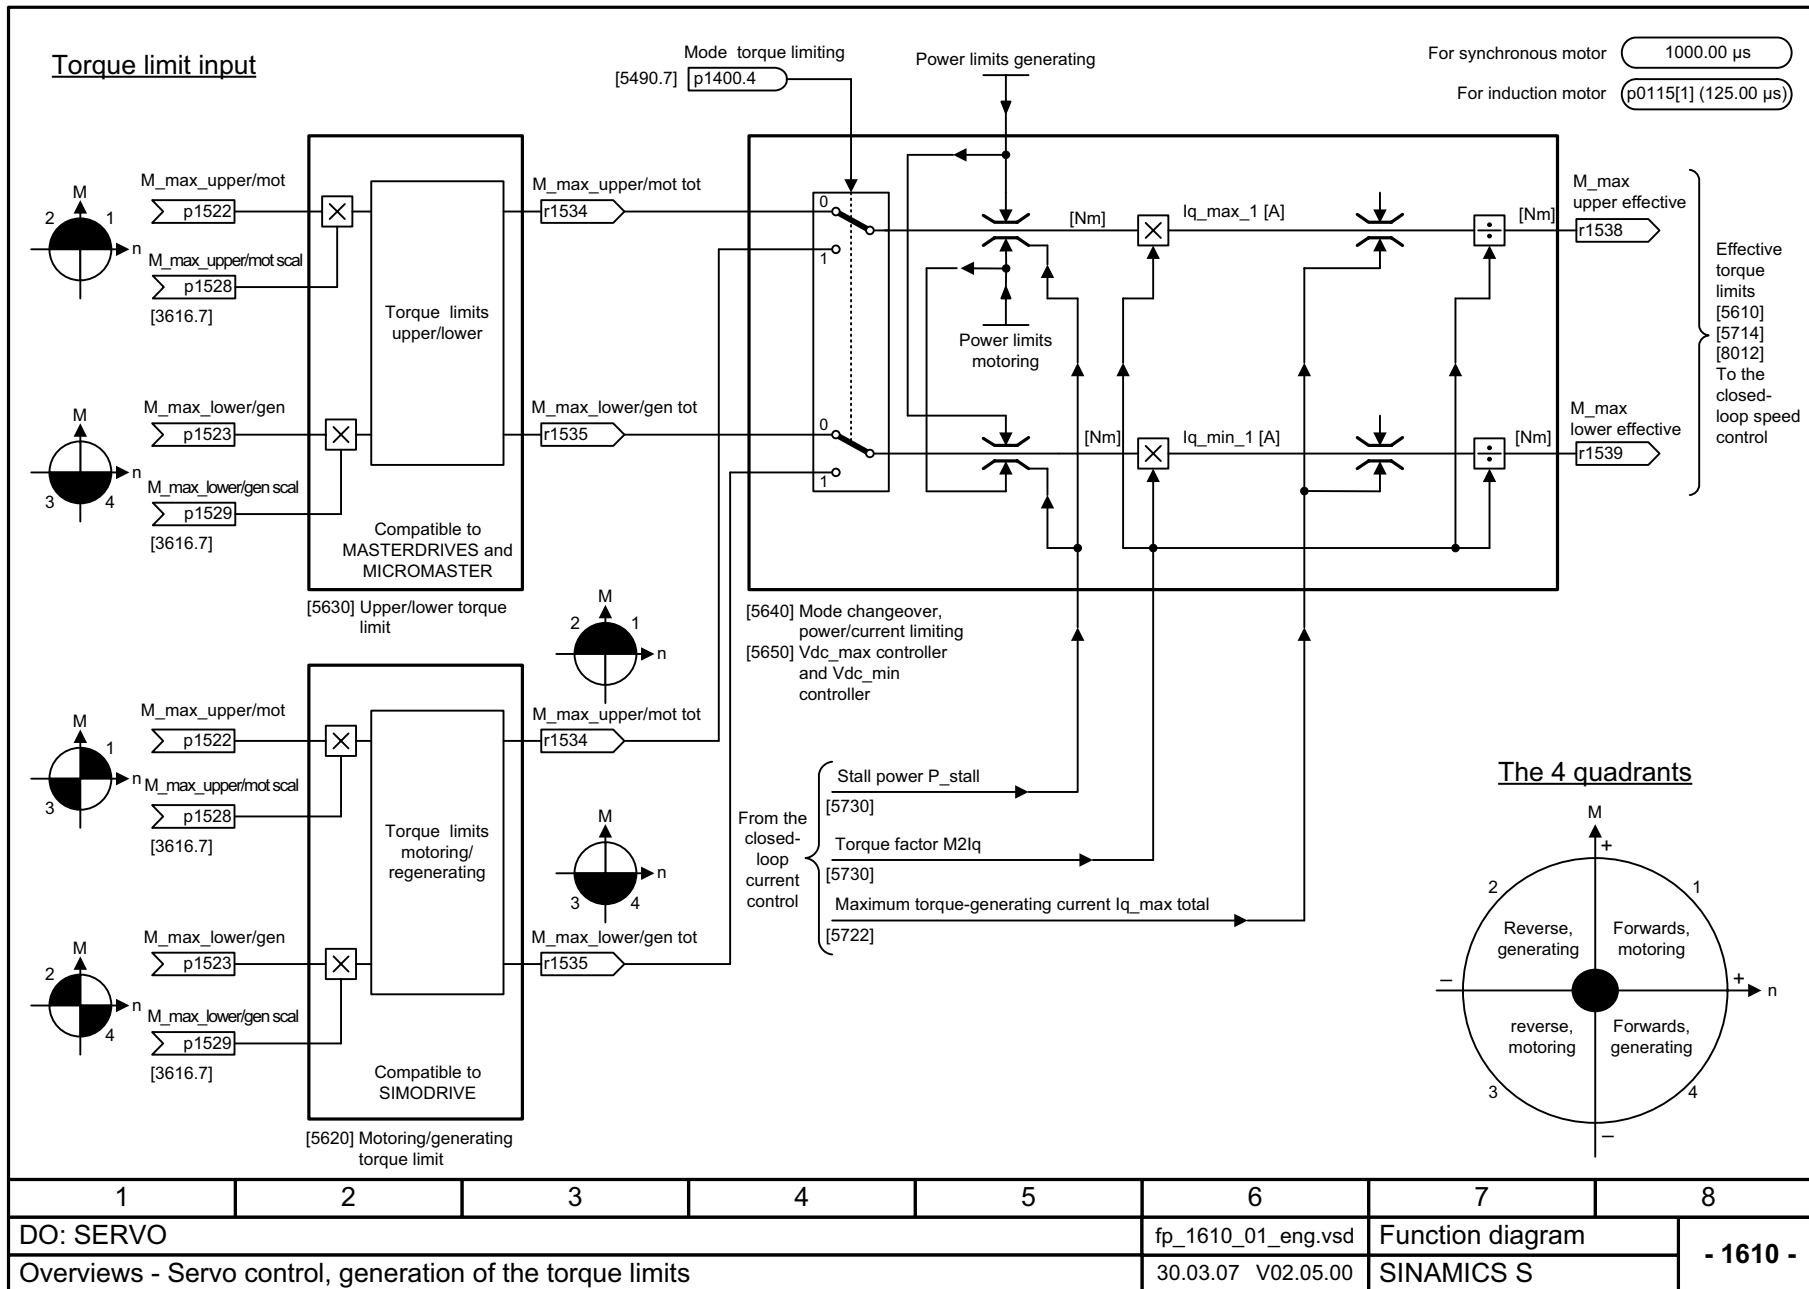 Torque limit input
Mode torque limiting
[5490.7] p1400.4
Power limits generating
For synchronous motor 1000.00 µs
For induction motor p0115[1] (125.00 µs)
M
2 1
n
M_max_upper/mot
p1522
M_max_upper/mot scal
p1528
[3616.7]
Torque limits
upper/lower
M_max_upper/mot tot
r1534
0
1
[Nm]
Iq_max_1 [A]
[Nm]
M_max
upper effective
r1538
Effective
torque
limits
[5610]
[5714]
[8012]
To the
closed-
loop speed
control
Power limits
motoring
M
n
3 4
M_max_lower/gen
p1523
M_max_lower/gen scal
p1529
[3616.7]
Compatible to
MASTERDRIVES and
MICROMASTER
M_max_lower/gen tot
r1535
0
1
[Nm]
Iq_min_1 [A]
[Nm]
M_max
lower effective
r1539
[5630] Upper/lower torque
limit
M
2 1
n
[5640] Mode changeover,
power/current limiting
[5650] Vdc_max controller
and Vdc_min
controller
M
1
n
3
M_max_upper/mot
p1522
M_max_upper/mot scal
p1528
[3616.7]
Torque limits
motoring/
regenerating
M_max_upper/mot tot
r1534
M
n
3 4
From the
closed-
loop
current
control
Stall power P_stall
[5730]
Torque factor M2Iq
[5730]
Maximum torque-generating current Iq_max total
[5722]
M
2
n
4
M_max_lower/gen
p1523
M_max_lower/gen scal
p1529
[3616.7]
Compatible to
SIMODRIVE
M_max_lower/gen tot
r1535
[5620] Motoring/generating
torque limit
The 4 quadrants
M
+
2 1
Reverse,
generating
Forwards,
motoring
– + n
reverse,
motoring
Forwards,
generating
3 4
–
1 2 3 4 5 6 7 8
DO: SERVO
fp_1610_01_eng.vsd
Function diagram
- 1610 -
Overviews - Servo control, generation of the torque limits
30.03.07 V02.05.00
SINAMICS S